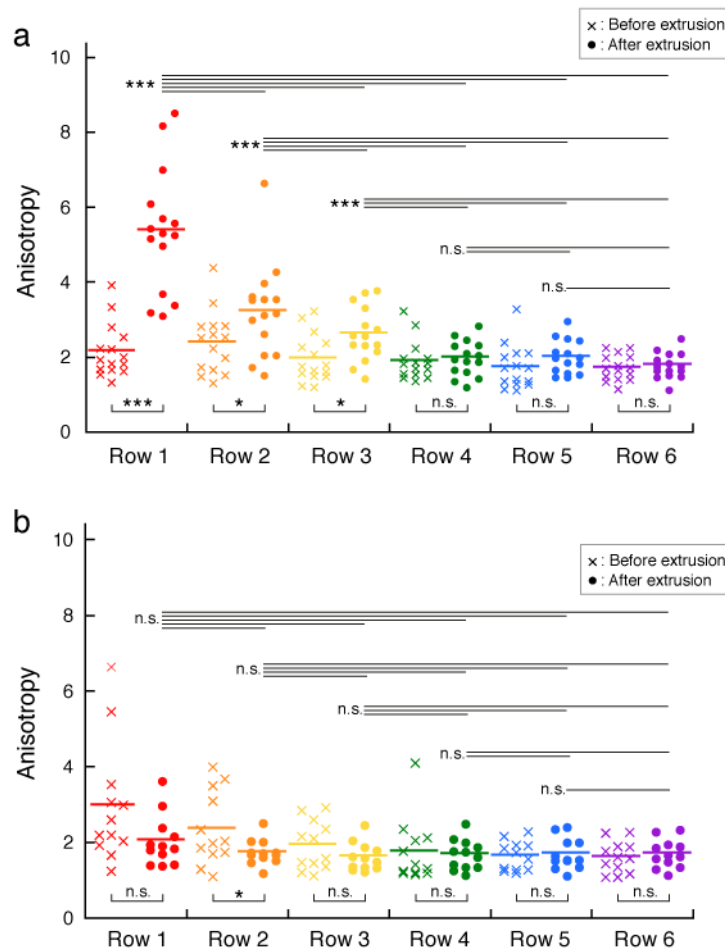 a
× : Before extrusion
● : After extrusion
10
8
6
4
2
0
Anisotropy
***
***
***
n.s.
n.s.
***
*
*
n.s.
n.s.
n.s.
Row 1 Row 2 Row 3 Row 4 Row 5 Row 6
b
× : Before extrusion
● : After extrusion
10
8
6
4
2
0
Anisotropy
n.s.
n.s.
n.s.
n.s.
n.s.
n.s.
*
n.s.
n.s.
n.s.
n.s.
Row 1 Row 2 Row 3 Row 4 Row 5 Row 6